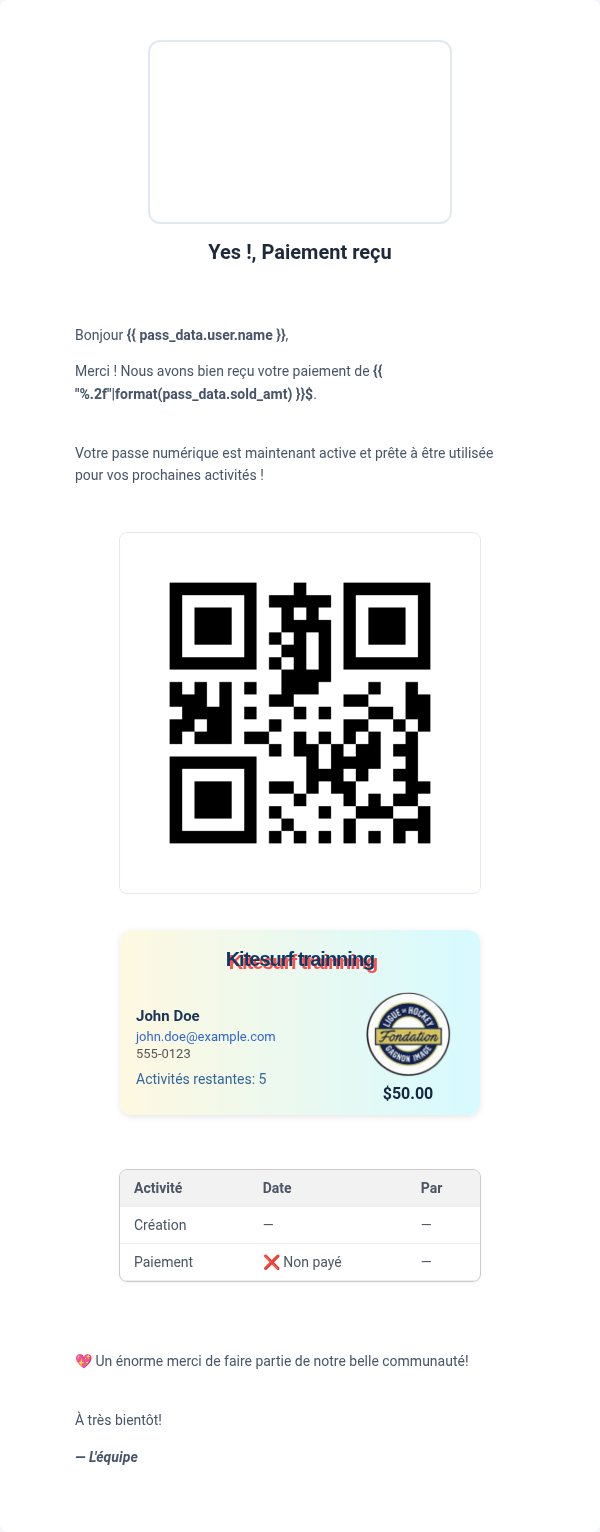 Yes !, Paiement reçu
Bonjour {{ pass_data.user.name }},
Merci ! Nous avons bien reçu votre paiement de {{
"%.2f"|format(pass_data.sold_amt) }}$.
Votre passe numérique est maintenant active et prête à être utilisée
pour vos prochaines activités !
Kitesurf trainning
John Doe
john.doe@example.com
555-0123
Activités restantes: 5
LIGUE DE HOCKEY
Fondation
GAGNON IMAGE
$50.00
Activité Date Par
Création — —
Paiement ❌ Non payé —
💖 Un énorme merci de faire partie de notre belle communauté!
À très bientôt!
— L'équipe